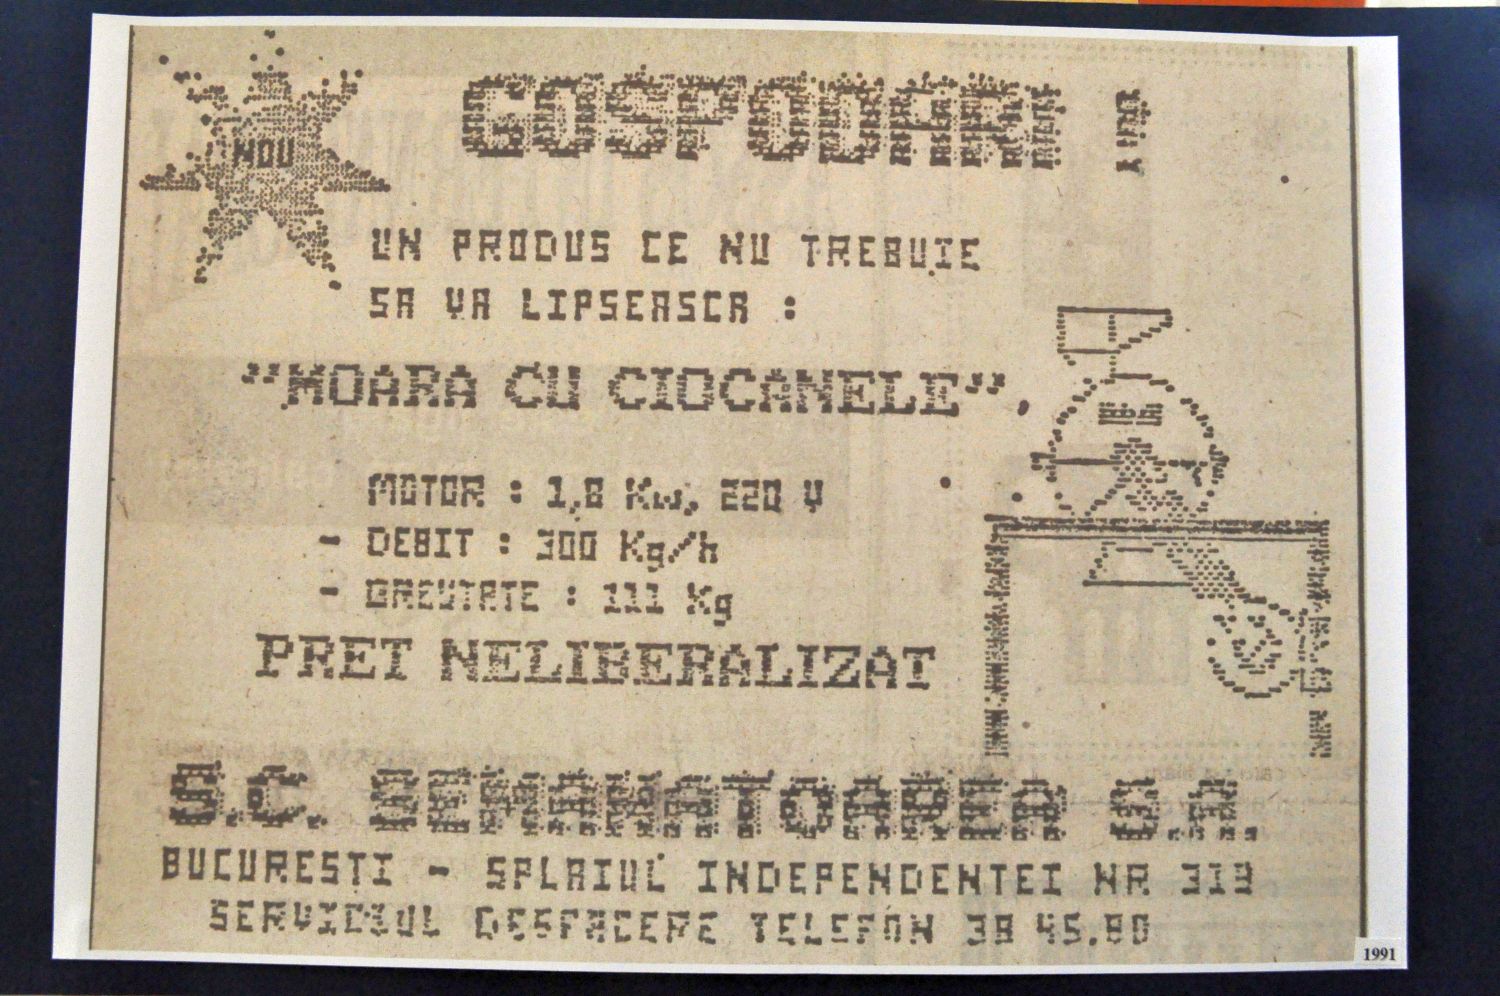 NOU
GOSPODARI !
UN PRODUS CE NU TREBUIE
SA VA LIPSEASCA :
"MOARA CU CIOCANELE",
MOTOR : 1,8 Kw, 220 V
- DEBIT : 300 Kg/h
- GREUTATE : 111 Kg
PRET NELIBERALIZAT
S.C. SEMANATOAREA S.A.
BUCURESTI - SPLAIUL INDEPENDENTEI NR 319
SERVICIUL DESFACERE TELEFON 38 45.80
1991